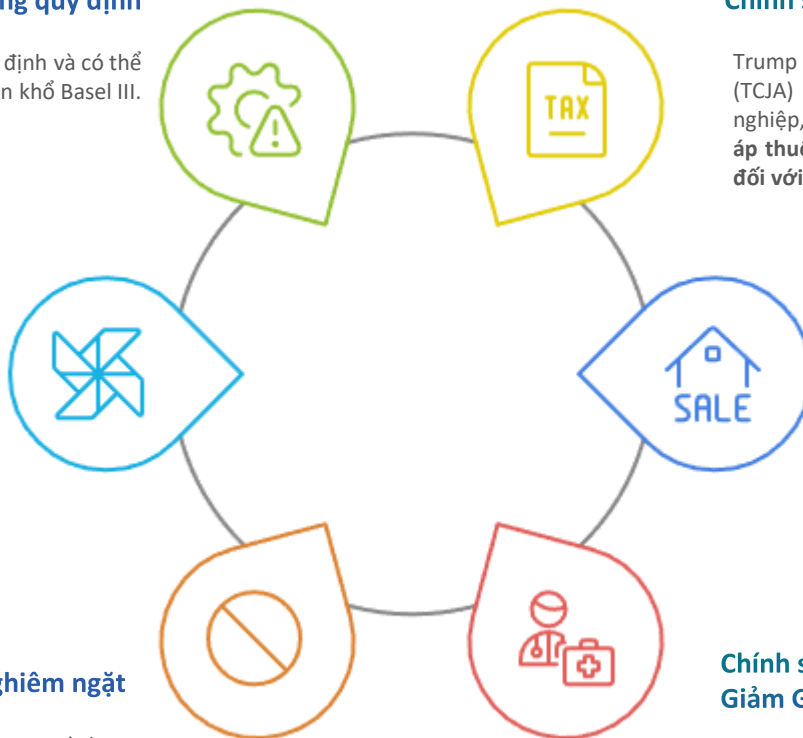 ng quy định
định và có thể
n khổ Basel III.
TAX
Chính s
Trump
(TCJA)
nghiệp,
áp thuế
đối với
SALE
ghiêm ngặt
Chính s
Giảm G